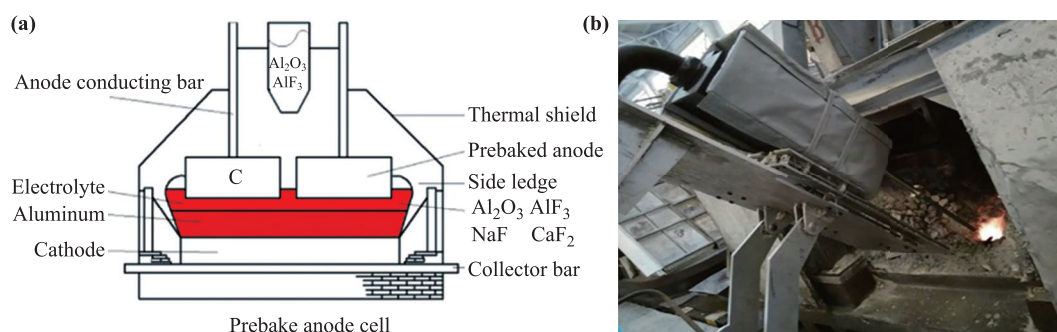 (a)
Al₂O₃
AlF₃
Anode conducting bar
Thermal shield
Prebaked anode
C
Side ledge
Electrolyte
Al₂O₃ AlF₃
Aluminum
NaF CaF₂
Cathode
Collector bar
Prebake anode cell
(b)